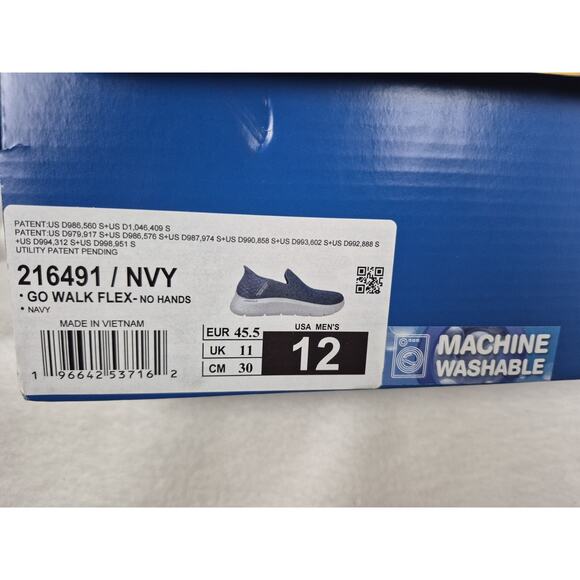 PATENT:US D986,560 S+US D1,046,409 S
PATENT:US D979,917 S+US D986,576 S+US D987,974 S+US D990,858 S+US D993,602 S+US D992,888 S
+US D994,312 S+US D998,951 S
UTILITY PATENT PENDING
216491 / NVY
• GO WALK FLEX- NO HANDS
• NAVY
MADE IN VIETNAM
1 96642 53716 2
EUR 45.5
UK 11
CM 30
USA MEN'S
12
MACHINE
WASHABLE